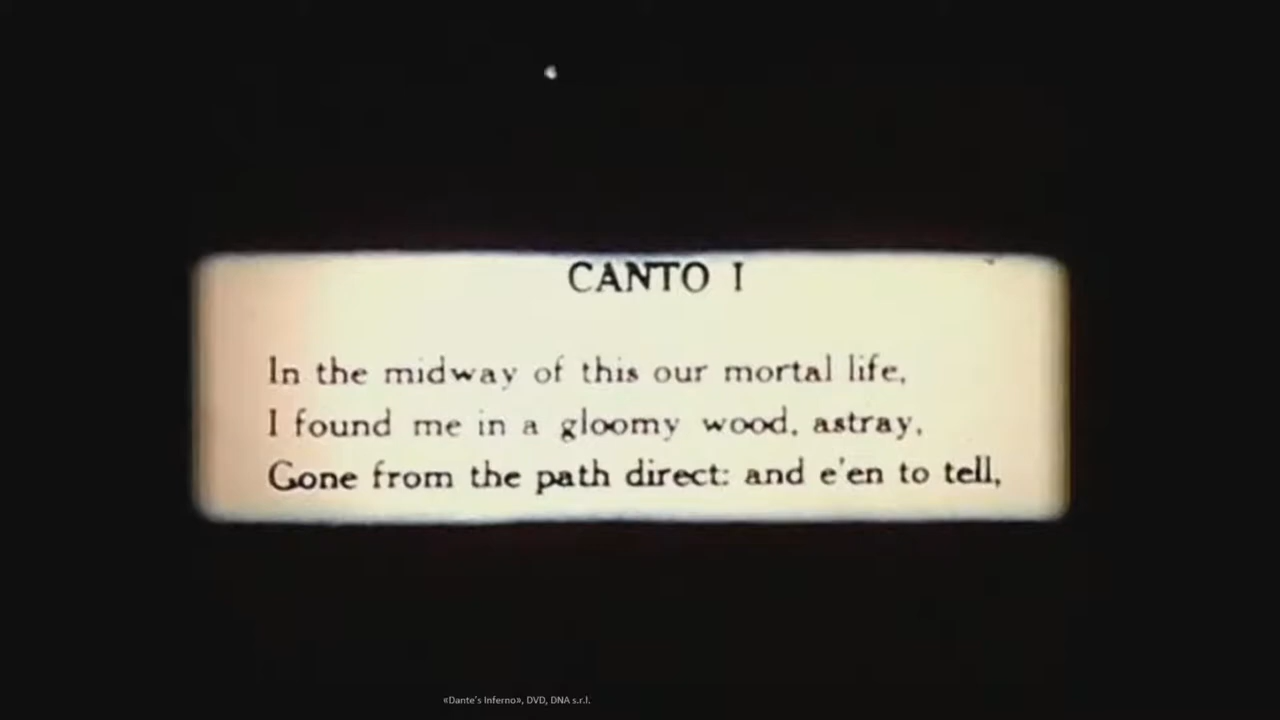 CANTO I
In the midway of this our mortal life,
I found me in a gloomy wood, astray,
Gone from the path direct: and e'en to tell,
«Dante's Inferno», DVD, DNA s.r.l.